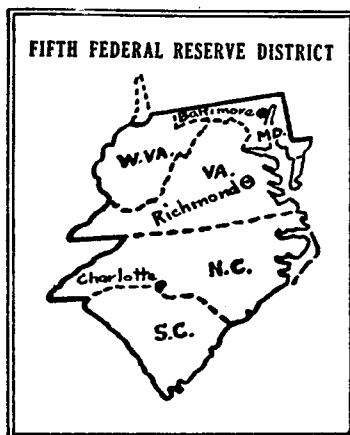 FIFTH FEDERAL RESERVE DISTRICT
Baltimore
MD.
W.VA.
VA.
Richmond
Charlotte
N.C.
S.C.